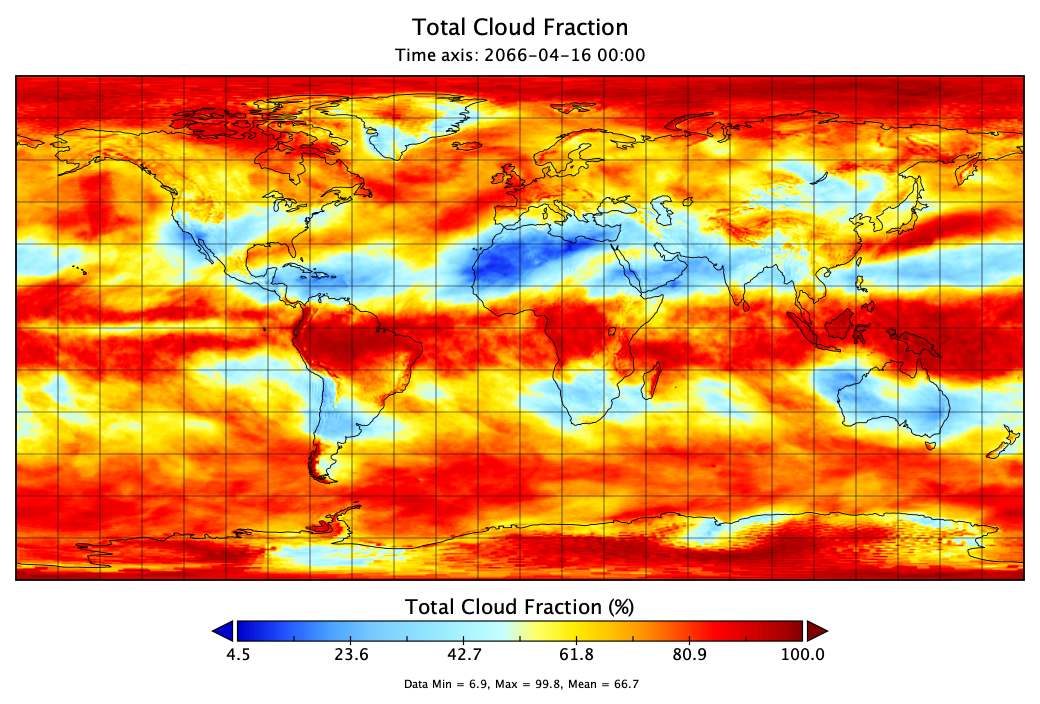 Total Cloud Fraction
Time axis: 2066-04-16 00:00
Total Cloud Fraction (%)
4.5 23.6 42.7 61.8 80.9 100.0
Data Min = 6.9, Max = 99.8, Mean = 66.7